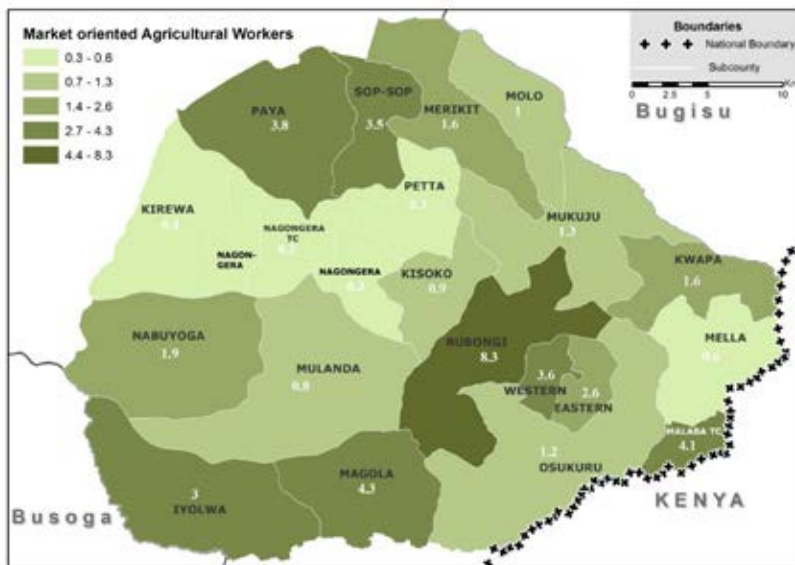 Market oriented Agricultural Workers
0.3 - 0.6
0.7 - 1.3
1.4 - 2.6
2.7 - 4.3
4.4 - 8.3
Boundaries
National Boundary
Subcounty
0 2.5 5 10
Bugisu
SOP-SOP
3.5
PAYA
3.8
MERIKIT
1.6
MOLO
1
PETTA
KIREWA
NAGONGERA
TC
NAGON-
GERA
NAGONGERA
KISOKO
0.9
MUKUJU
1.3
KWAPA
1.6
NABUYOGA
1.9
MULANDA
0.8
RUBONGI
8.3
MELLA
0.6
WESTERN
3.6
EASTERN
2.6
MALABA TC
4.1
1.2
OSUKURU
MAGOLA
4.3
3
IYOLWA
Busoga
KENYA